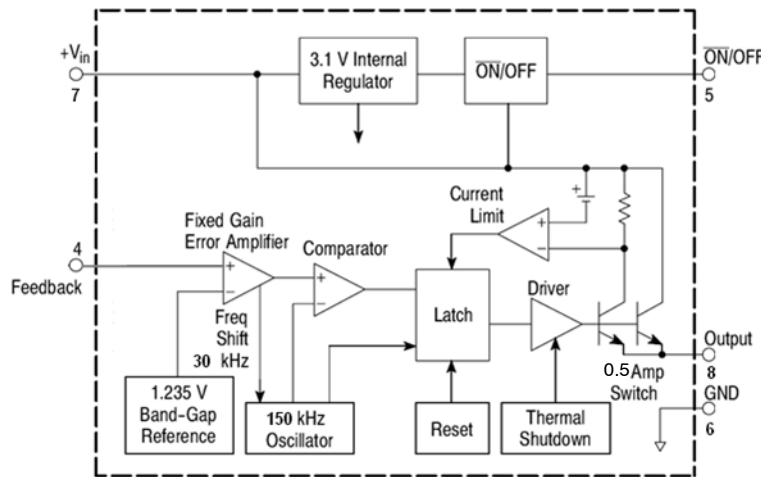 +Vin
7
3.1 V Internal
Regulator
ON/OFF
ON/OFF
5
Current
Limit
+
+
−
4
Feedback
Fixed Gain
Error Amplifier
+
−
Comparator
+
−
Latch
Driver
Freq
Shift
30 kHz
Output
8
0.5 Amp
Switch
GND
6
1.235 V
Band-Gap
Reference
150 kHz
Oscillator
Reset
Thermal
Shutdown